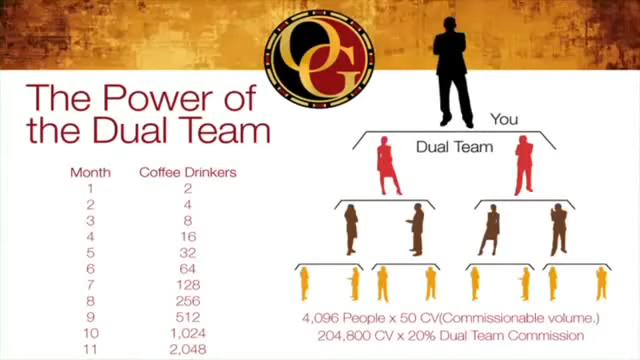 OG
The Power of
the Dual Team
Month Coffee Drinkers
1 2
2 4
3 8
4 16
5 32
6 64
7 128
8 256
9 512
10 1,024
11 2,048
You
Dual Team
4,096 People x 50 CV(Commissionable volume.)
204,800 CV x 20% Dual Team Commission